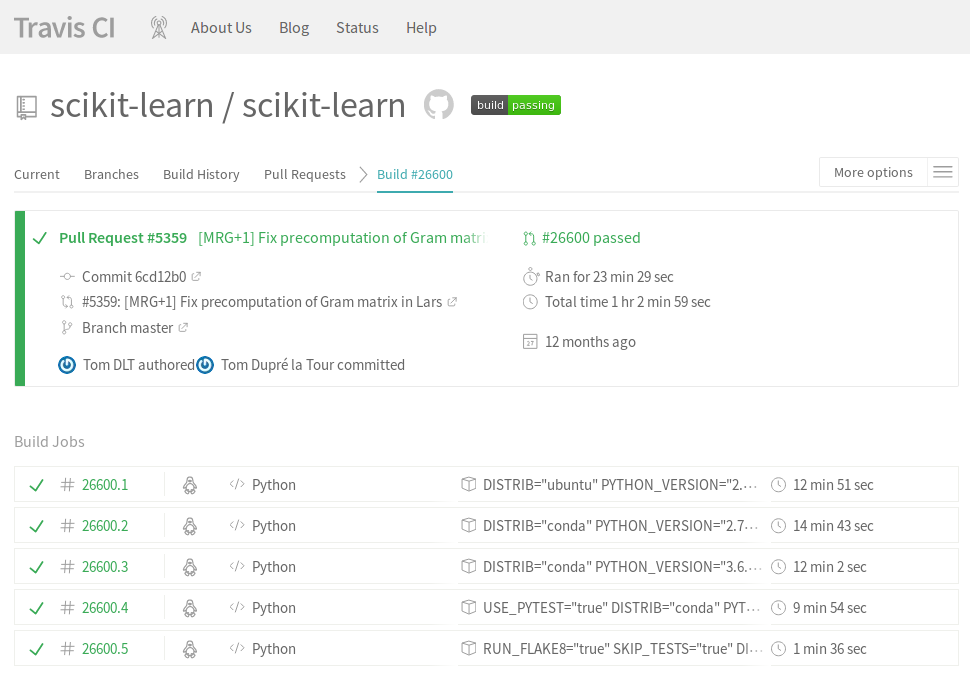 Travis CI About Us Blog Status Help
scikit-learn / scikit-learn build passing
Current Branches Build History Pull Requests Build #26600 More options
Pull Request #5359 [MRG+1] Fix precomputation of Gram matri #26600 passed
Commit 6cd12b0 Ran for 23 min 29 sec
#5359: [MRG+1] Fix precomputation of Gram matrix in Lars Total time 1 hr 2 min 59 sec
Branch master
12 months ago
Tom DLT authored Tom Dupré la Tour committed
Build Jobs
# 26600.1 </> Python DISTRIB="ubuntu" PYTHON_VERSION="2.··· 12 min 51 sec
# 26600.2 </> Python DISTRIB="conda" PYTHON_VERSION="2.7··· 14 min 43 sec
# 26600.3 </> Python DISTRIB="conda" PYTHON_VERSION="3.6.··· 12 min 2 sec
# 26600.4 </> Python USE_PYTEST="true" DISTRIB="conda" PYT··· 9 min 54 sec
# 26600.5 </> Python RUN_FLAKE8="true" SKIP_TESTS="true" DI··· 1 min 36 sec